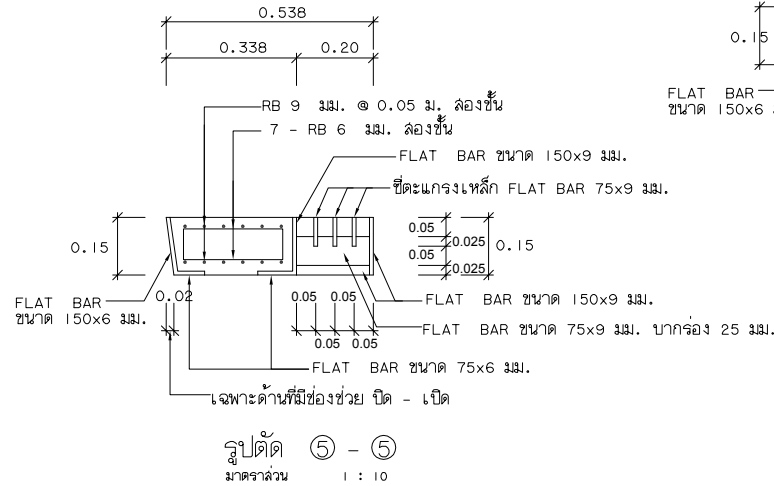 0.538
0.338
0.20
0.15
FLAT BAR
ขนาด 150x6
RB 9 มม. @ 0.05 ม. สองชั้น
7 - RB 6 มม. สองชั้น
FLAT BAR ขนาด 150x9 มม.
ซี่ตะแกรงเหล็ก FLAT BAR 75x9 มม.
0.15
0.05
0.025
0.05
0.025
0.15
FLAT BAR
ขนาด 150x6 มม.
0.02
0.05
0.05
0.05
0.05
FLAT BAR ขนาด 150x9 มม.
FLAT BAR ขนาด 75x9 มม. บากร่อง 25 มม.
FLAT BAR ขนาด 75x6 มม.
เฉพาะด้านที่มีช่องช่วย ปิด - เปิด
รูปตัด 5 - 5
มาตราส่วน 1 : 10